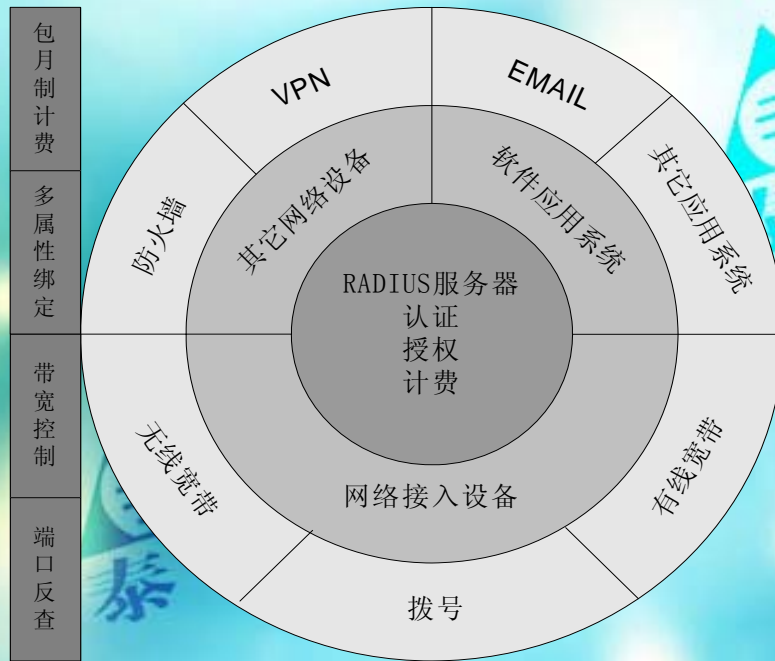 包月制计费
多属性绑定
带宽控制
端口反查
VPN
EMAIL
防火墙
其它网络设备
软件应用系统
其它应用系统
RADIUS服务器
认证
授权
计费
无线宽带
网络接入设备
有线宽带
拨号
泰